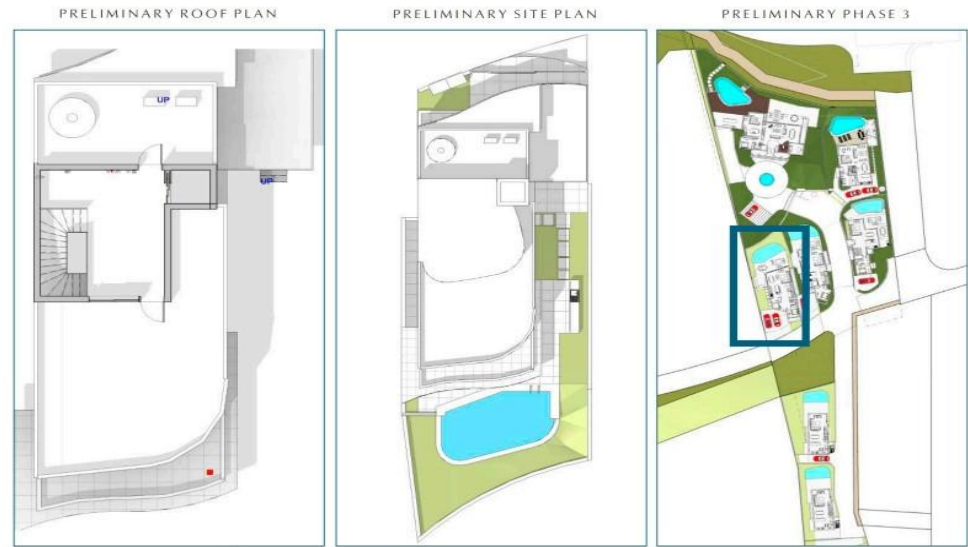 PRELIMINARY ROOF PLAN
PRELIMINARY SITE PLAN
PRELIMINARY PHASE 3
UP
UP